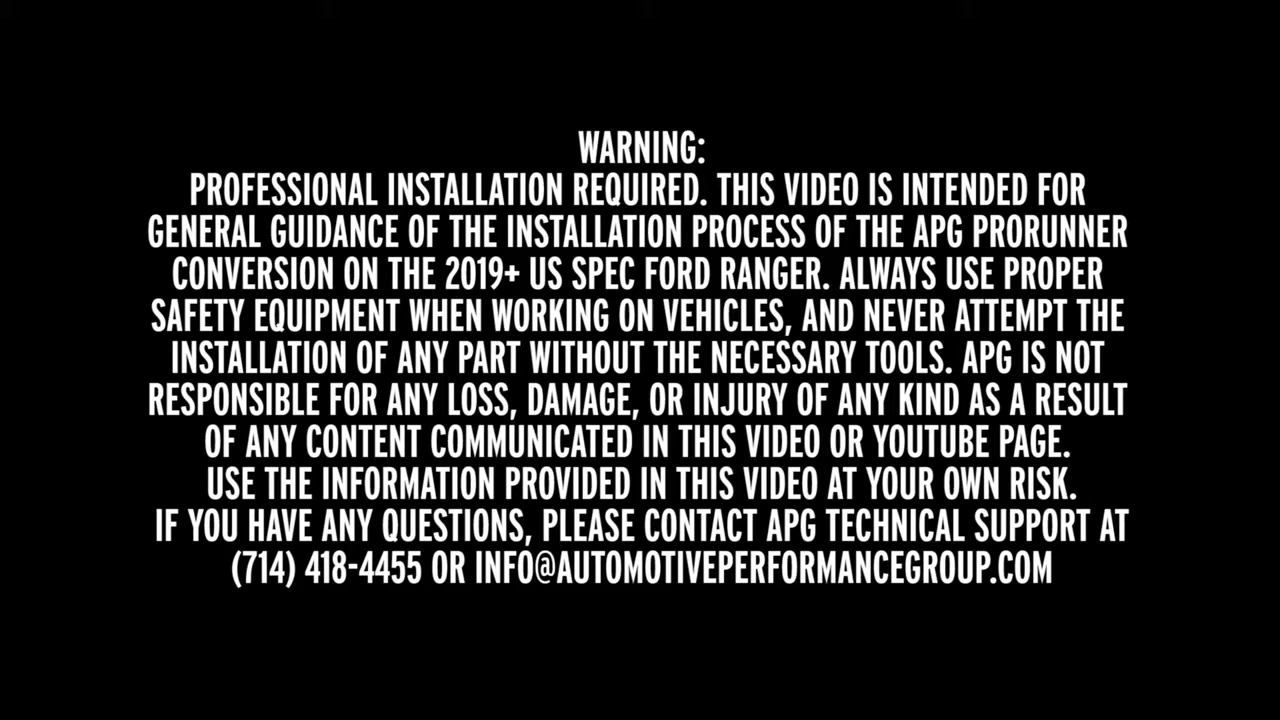 WARNING:
PROFESSIONAL INSTALLATION REQUIRED. THIS VIDEO IS INTENDED FOR
GENERAL GUIDANCE OF THE INSTALLATION PROCESS OF THE APG PRORUNNER
CONVERSION ON THE 2019+ US SPEC FORD RANGER. ALWAYS USE PROPER
SAFETY EQUIPMENT WHEN WORKING ON VEHICLES, AND NEVER ATTEMPT THE
INSTALLATION OF ANY PART WITHOUT THE NECESSARY TOOLS. APG IS NOT
RESPONSIBLE FOR ANY LOSS, DAMAGE, OR INJURY OF ANY KIND AS A RESULT
OF ANY CONTENT COMMUNICATED IN THIS VIDEO OR YOUTUBE PAGE.
USE THE INFORMATION PROVIDED IN THIS VIDEO AT YOUR OWN RISK.
IF YOU HAVE ANY QUESTIONS, PLEASE CONTACT APG TECHNICAL SUPPORT AT
(714) 418-4455 OR INFO@AUTOMOTIVEPERFORMANCEGROUP.COM